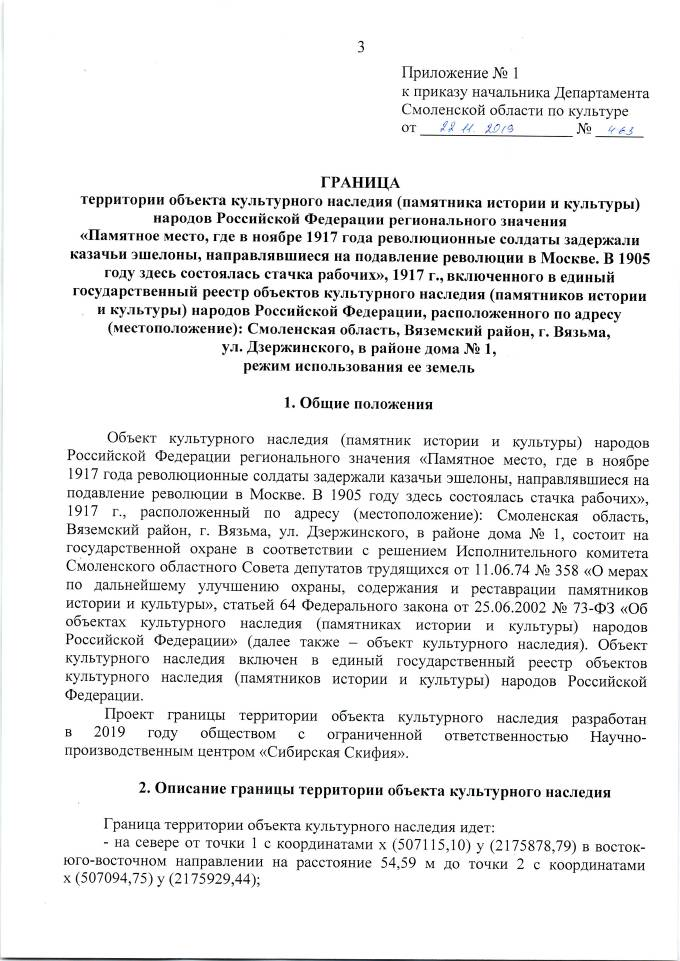 3
Приложение № 1
к приказу начальника Департамента
Смоленской области по культуре
от 22.11.2019 № 463
ГРАНИЦА
территории объекта культурного наследия (памятника истории и культуры)
народов Российской Федерации регионального значения
«Памятное место, где в ноябре 1917 года революционные солдаты задержали
казачьи эшелоны, направлявшиеся на подавление революции в Москве. В 1905
году здесь состоялась стачка рабочих», 1917 г., включенного в единый
государственный реестр объектов культурного наследия (памятников истории
и культуры) народов Российской Федерации, расположенного по адресу
(местоположение): Смоленская область, Вяземский район, г. Вязьма,
ул. Дзержинского, в районе дома № 1,
режим использования ее земель
1. Общие положения
Объект культурного наследия (памятник истории и культуры) народов
Российской Федерации регионального значения «Памятное место, где в ноябре
1917 года революционные солдаты задержали казачьи эшелоны, направлявшиеся на
подавление революции в Москве. В 1905 году здесь состоялась стачка рабочих»,
1917 г., расположенный по адресу (местоположение): Смоленская область,
Вяземский район, г. Вязьма, ул. Дзержинского, в районе дома № 1, состоит на
государственной охране в соответствии с решением Исполнительного комитета
Смоленского областного Совета депутатов трудящихся от 11.06.74 № 358 «О мерах
по дальнейшему улучшению охраны, содержания и реставрации памятников
истории и культуры», статьей 64 Федерального закона от 25.06.2002 № 73-ФЗ «Об
объектах культурного наследия (памятниках истории и культуры) народов
Российской Федерации» (далее также – объект культурного наследия). Объект
культурного наследия включен в единый государственный реестр объектов
культурного наследия (памятников истории и культуры) народов Российской
Федерации.
Проект границы территории объекта культурного наследия разработан
в 2019 году обществом с ограниченной ответственностью Научно-
производственным центром «Сибирская Скифия».
2. Описание границы территории объекта культурного наследия
Граница территории объекта культурного наследия идет:
- на севере от точки 1 с координатами x (507115,10) y (2175878,79) в восток-
юго-восточном направлении на расстояние 54,59 м до точки 2 с координатами
x (507094,75) y (2175929,44);